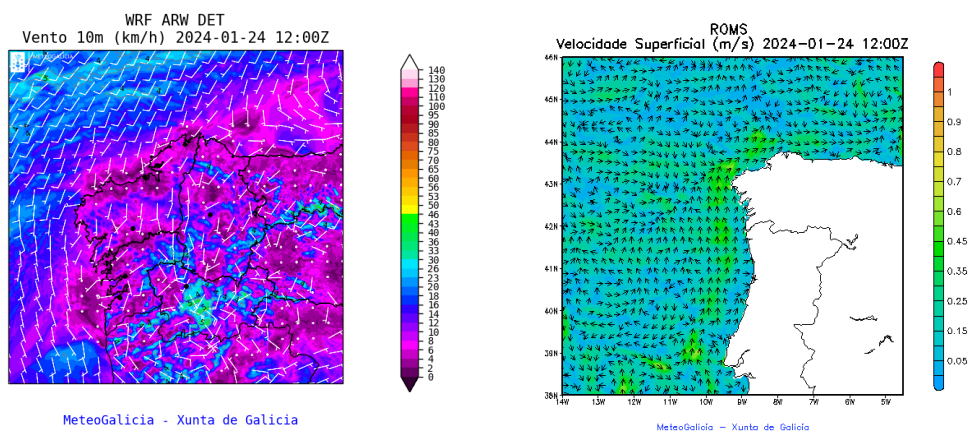 WRF ARW DET
Vento 10m (km/h) 2024-01-24 12:00Z
140
130
120
110
100
95
90
85
80
75
70
65
60
56
53
50
46
43
40
36
33
30
26
23
20
18
16
14
12
10
8
6
4
2
0
MeteoGalicia - Xunta de Galicia
ROMS
Velocidade Superficial (m/s) 2024-01-24 12:00Z
46N
45N
44N
43N
42N
41N
40N
39N
38N
14W 13W 12W 11W 10W 9W 8W 7W 6W 5W
1
0.9
0.8
0.7
0.6
0.45
0.35
0.25
0.15
0.05
MeteoGalicia - Xunta de Galicia